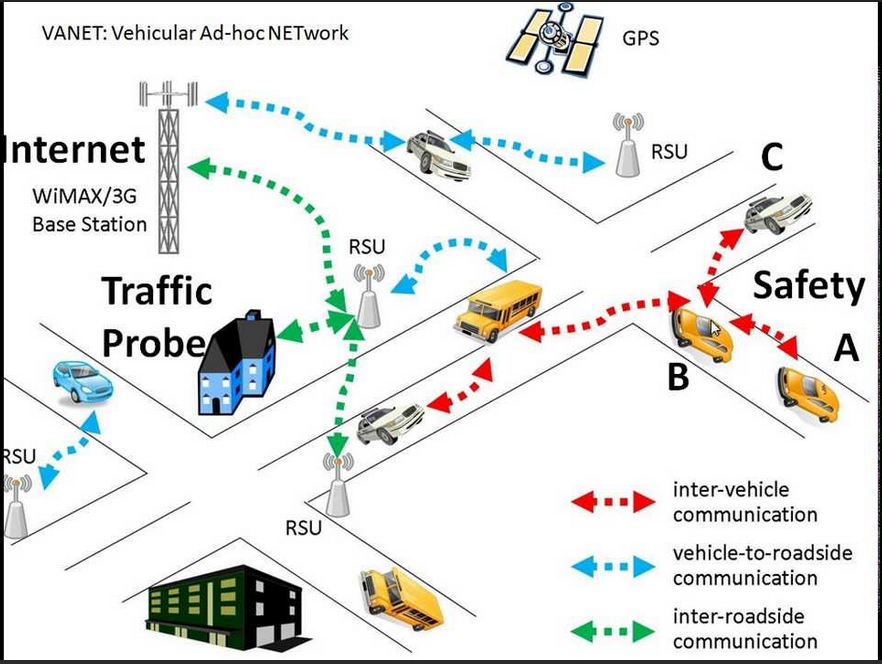 VANET: Vehicular Ad-hoc NETwork
GPS
Internet
WiMAX/3G
Base Station
RSU
C
RSU
Traffic
Probe
Safety
A
B
RSU
RSU
inter-vehicle
communication
vehicle-to-roadside
communication
inter-roadside
communication